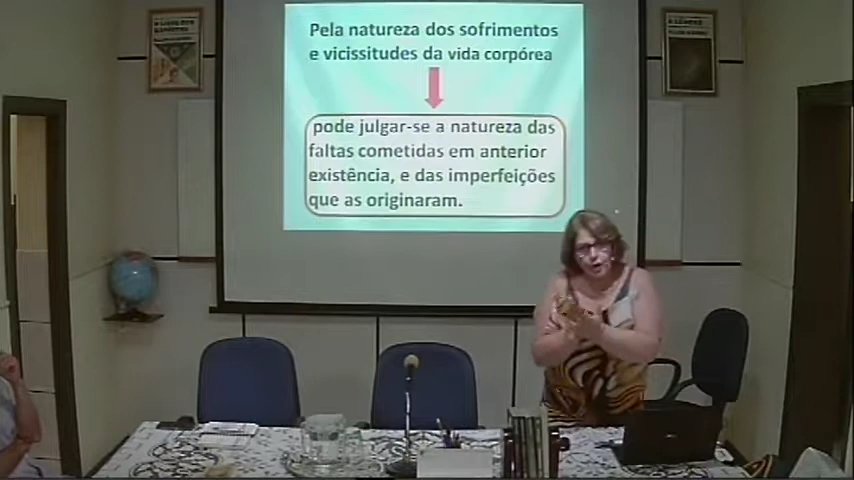 Pela natureza dos sofrimentos
e vicissitudes da vida corpórea
pode julgar-se a natureza das
faltas cometidas em anterior
existência, e das imperfeições
que as originaram.